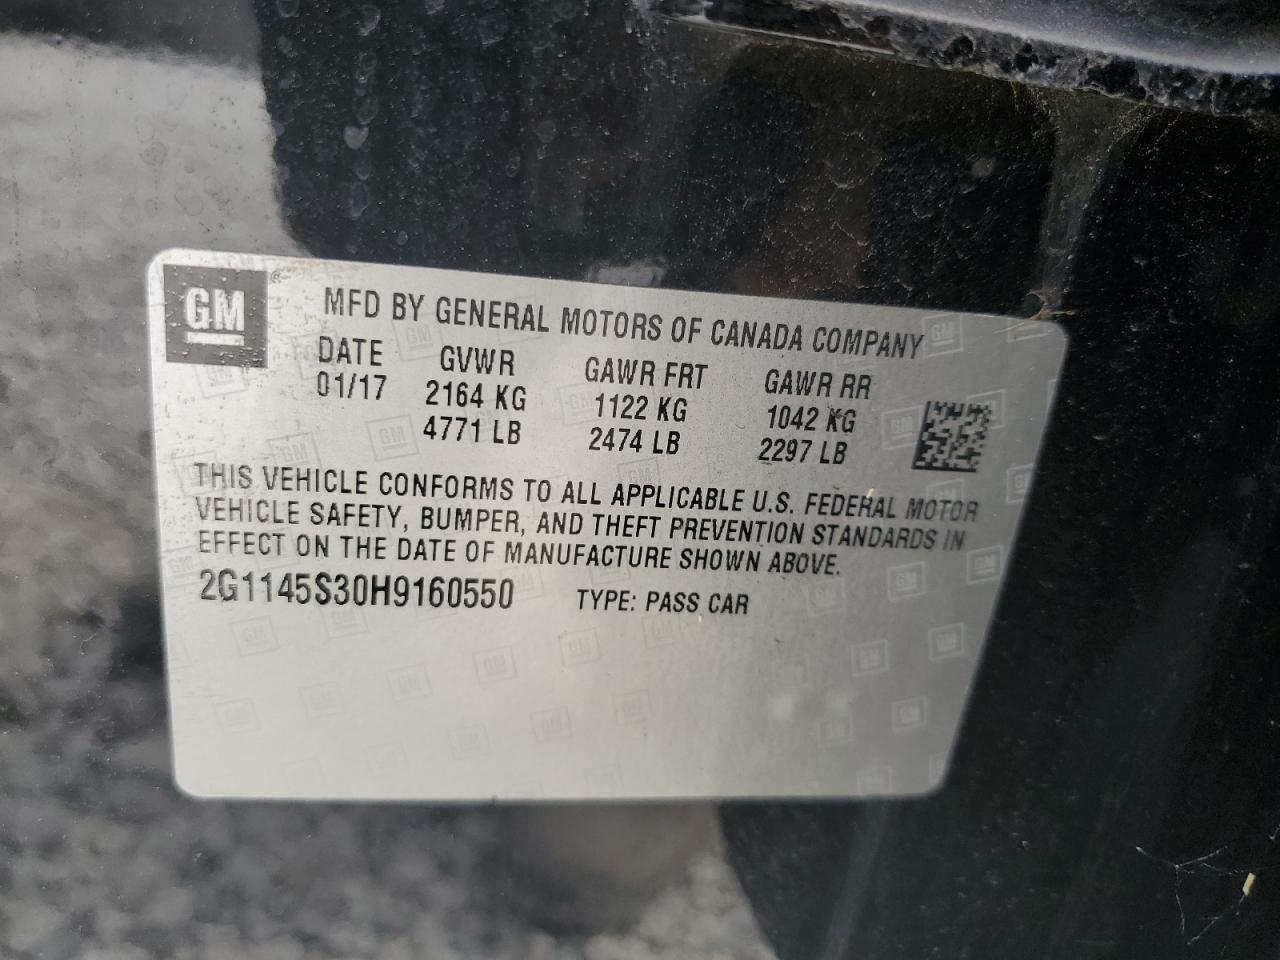 GM
MFD BY GENERAL MOTORS OF CANADA COMPANY
DATE GVWR GAWR FRT GAWR RR
01/17 2164 KG 1122 KG 1042 KG
4771 LB 2474 LB 2297 LB
THIS VEHICLE CONFORMS TO ALL APPLICABLE U.S. FEDERAL MOTOR
VEHICLE SAFETY, BUMPER, AND THEFT PREVENTION STANDARDS IN
EFFECT ON THE DATE OF MANUFACTURE SHOWN ABOVE.
2G1145S30H9160550 TYPE: PASS CAR